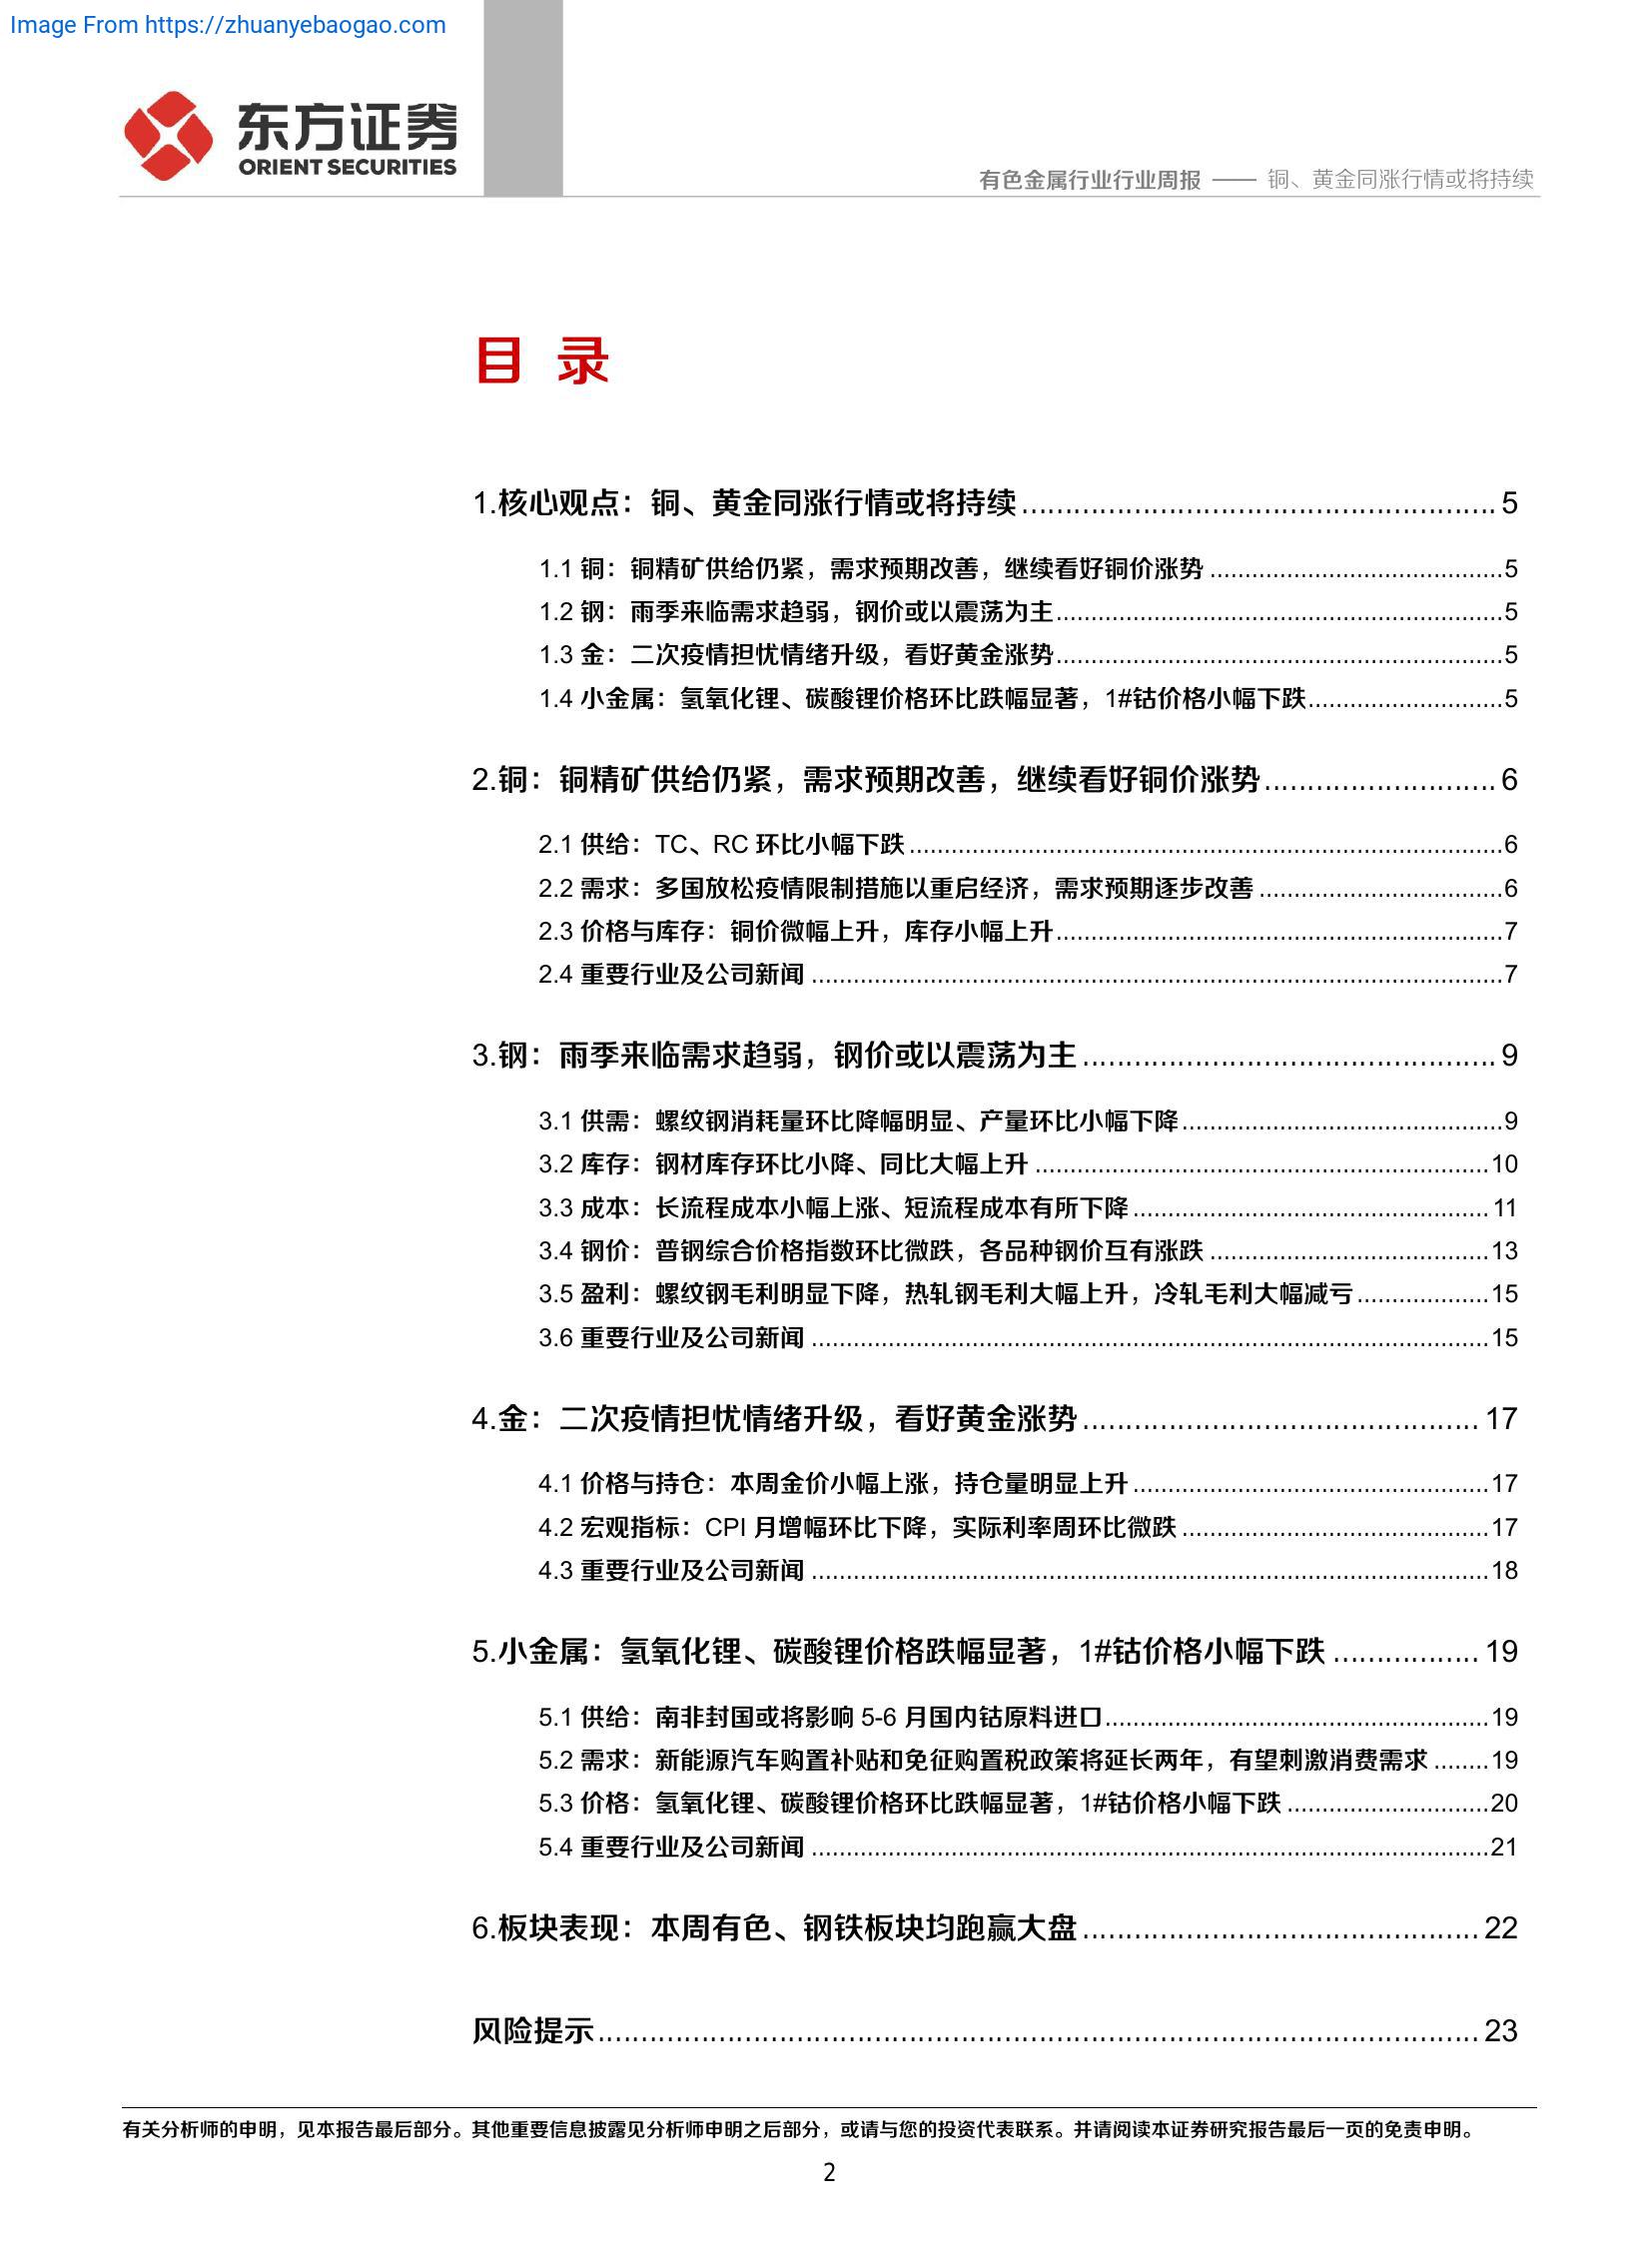 Image From https://zhuanyebaogao.com
东方证券
ORIENT SECURITIES
有色金属行业行业周报 —— 铜、黄金同涨行情或将持续
目 录
1.核心观点：铜、黄金同涨行情或将持续 ........................................................ 5
1.1 铜：铜精矿供给仍紧，需求预期改善，继续看好铜价涨势 ..........................................5
1.2 钢：雨季来临需求趋弱，钢价或以震荡为主................................................................5
1.3 金：二次疫情担忧情绪升级，看好黄金涨势................................................................5
1.4 小金属：氢氧化锂、碳酸锂价格环比跌幅显著，1#钴价格小幅下跌............................5
2.铜：铜精矿供给仍紧，需求预期改善，继续看好铜价涨势........................... 6
2.1 供给：TC、RC 环比小幅下跌 .....................................................................................6
2.2 需求：多国放松疫情限制措施以重启经济，需求预期逐步改善 ...................................6
2.3 价格与库存：铜价微幅上升，库存小幅上升................................................................7
2.4 重要行业及公司新闻 ...................................................................................................7
3.钢：雨季来临需求趋弱，钢价或以震荡为主 ................................................ 9
3.1 供需：螺纹钢消耗量环比降幅明显、产量环比小幅下降..............................................9
3.2 库存：钢材库存环比小降、同比大幅上升 .................................................................10
3.3 成本：长流程成本小幅上涨、短流程成本有所下降 ...................................................11
3.4 钢价：普钢综合价格指数环比微跌，各品种钢价互有涨跌 ........................................13
3.5 盈利：螺纹钢毛利明显下降，热轧钢毛利大幅上升，冷轧毛利大幅减亏...................15
3.6 重要行业及公司新闻 .................................................................................................15
4.金：二次疫情担忧情绪升级，看好黄金涨势 .............................................. 17
4.1 价格与持仓：本周金价小幅上涨，持仓量明显上升 ...................................................17
4.2 宏观指标：CPI 月增幅环比下降，实际利率周环比微跌 ............................................17
4.3 重要行业及公司新闻 .................................................................................................18
5.小金属：氢氧化锂、碳酸锂价格跌幅显著，1#钴价格小幅下跌 ................. 19
5.1 供给：南非封国或将影响 5-6 月国内钴原料进口.......................................................19
5.2 需求：新能源汽车购置补贴和免征购置税政策将延长两年，有望刺激消费需求 ........19
5.3 价格：氢氧化锂、碳酸锂价格环比跌幅显著，1#钴价格小幅下跌 .............................20
5.4 重要行业及公司新闻 .................................................................................................21
6.板块表现：本周有色、钢铁板块均跑赢大盘 .............................................. 22
风险提示....................................................................................................... 23
有关分析师的申明，见本报告最后部分。其他重要信息披露见分析师申明之后部分，或请与您的投资代表联系。并请阅读本证券研究报告最后一页的免责申明。
2